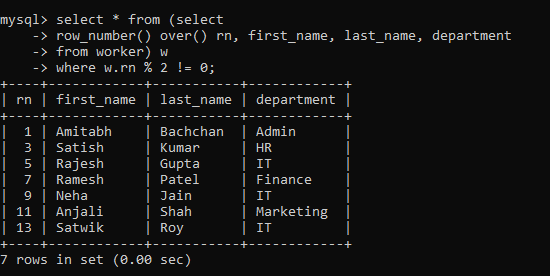 mysql> select * from (select
    -> row_number() over() rn, first_name, last_name, department
    -> from worker) w
    -> where w.rn % 2 != 0;
+----+------------+-----------+------------+
| rn | first_name | last_name | department |
+----+------------+-----------+------------+
|  1 | Amitabh    | Bachchan  | Admin      |
|  3 | Satish     | Kumar     | HR         |
|  5 | Rajesh     | Gupta     | IT         |
|  7 | Ramesh     | Patel     | Finance    |
|  9 | Neha       | Jain      | IT         |
| 11 | Anjali     | Shah      | Marketing  |
| 13 | Satwik     | Roy       | IT         |
+----+------------+-----------+------------+
7 rows in set (0.00 sec)